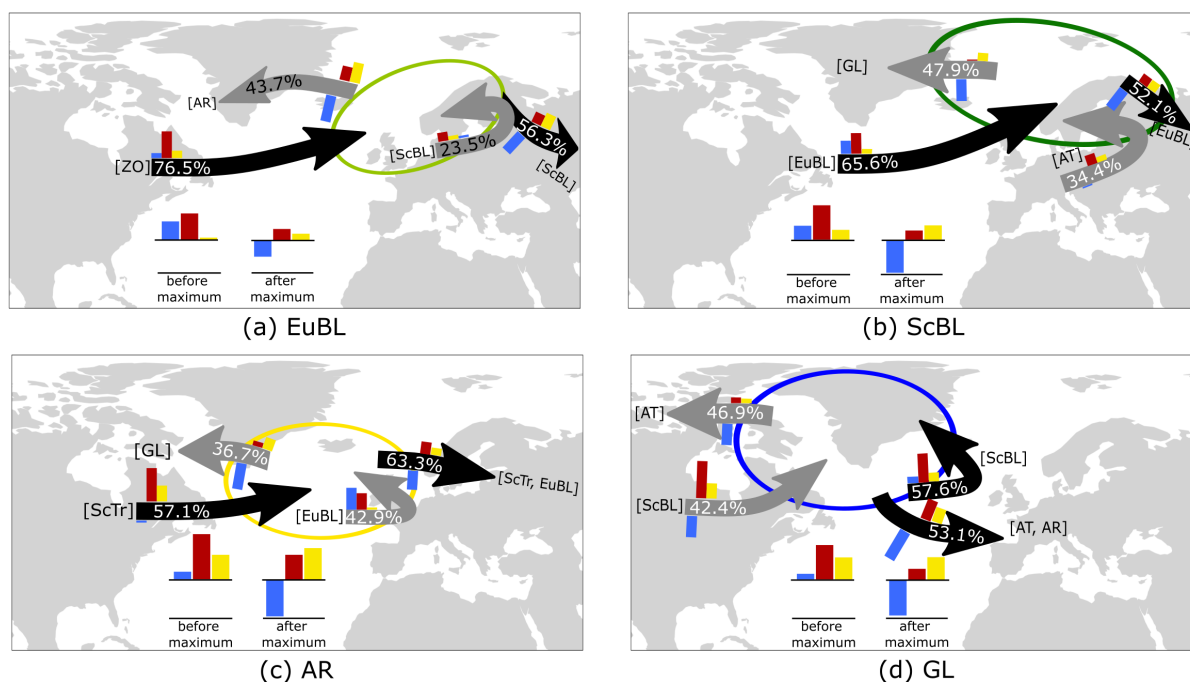 43.7%
[AR]
[ZO]
76.5%
[ScBL]
23.5%
56.3%
[ScBL]
before
maximum
after
maximum
(a) EuBL
[GL]
47.9%
52.1%
[EuBL]
[EuBL]
65.6%
[AT]
34.4%
before
maximum
after
maximum
(b) ScBL
[GL]
36.7%
63.3%
[ScTr, EuBL]
[ScTr]
57.1%
[EuBL]
42.9%
before
maximum
after
maximum
(c) AR
[AT]
46.9%
[ScBL]
[ScBL]
42.4%
57.6%
53.1%
[AT, AR]
before
maximum
after
maximum
(d) GL